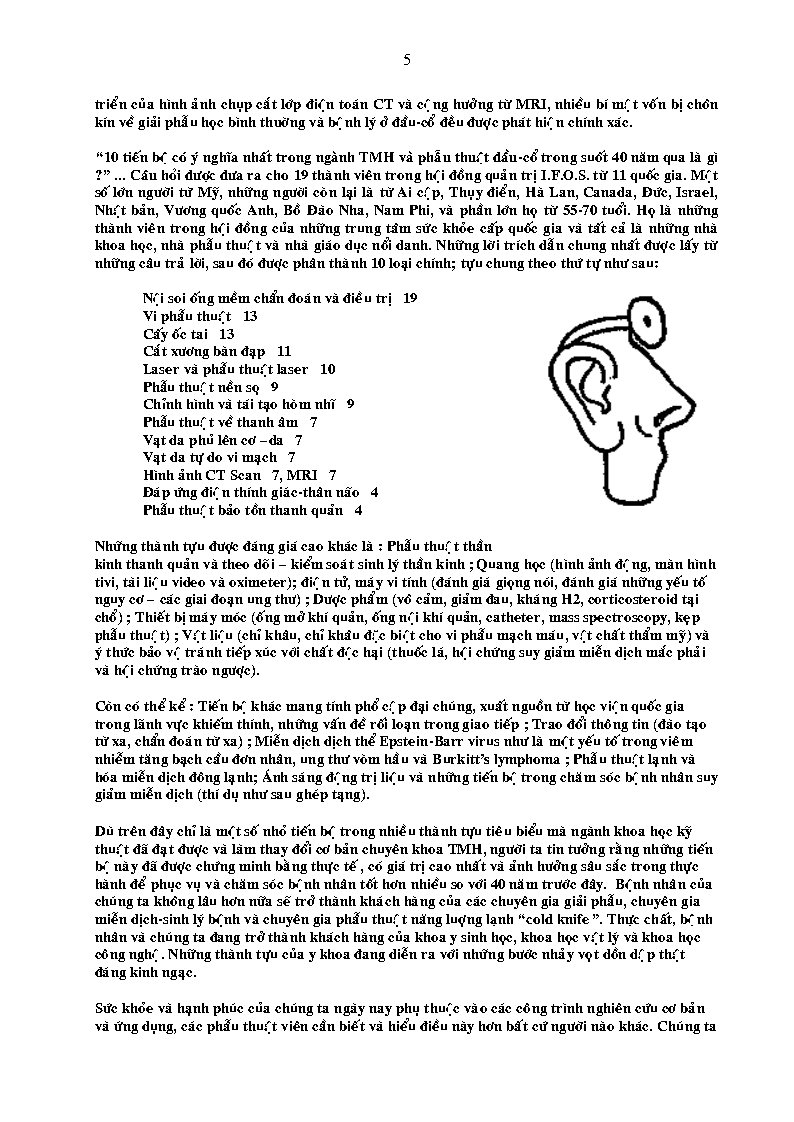 5
triển của hình ảnh chụp cắt lớp điện toán CT và cộng hưởng từ MRI, nhiều bí mật vốn bị chôn
kín về giải phẫu học bình thường và bệnh lý ở đầu-cổ đều được phát hiện chính xác.
“10 tiến bộ có ý nghĩa nhất trong ngành TMH và phẫu thuật đầu-cổ trong suốt 40 năm qua là gì
?” ... Câu hỏi được đưa ra cho 19 thành viên trong hội đồng quản trị I.F.O.S. từ 11 quốc gia. Một
số lớn người từ Mỹ, những người còn lại là từ Ai cập, Thụy điển, Hà Lan, Canada, Đức, Israel,
Nhật bản, Vương quốc Anh, Bồ Đào Nha, Nam Phi, và phần lớn họ từ 55-70 tuổi. Họ là những
thành viên trong hội đồng của những trung tâm sức khỏe cấp quốc gia và tất cả là những nhà
khoa học, nhà phẫu thuật và nhà giáo dục nổi danh. Những lời trích dẫn chung nhất được lấy từ
những câu trả lời, sau đó được phân thành 10 loại chính; tựu chung theo thứ tự như sau:
Nội soi ống mềm chẩn đoán và điều trị 19
Vi phẫu thuật 13
Cấy ốc tai 13
Cắt xương bàn đạp 11
Laser và phẫu thuật laser 10
Phẫu thuật nền sọ 9
Chỉnh hình và tái tạo hòm nhĩ 9
Phẫu thuật về thanh âm 7
Vạt da phủ lên cơ –da 7
Vạt da tự do vi mạch 7
Hình ảnh CT Scan 7, MRI 7
Đáp ứng điện thính giác-thân não 4
Phẫu thuật bảo tồn thanh quản 4
Những thành tựu được đáng giá cao khác là : Phẫu thuật thần
kinh thanh quản và theo dõi – kiểm soát sinh lý thần kinh ; Quang học (hình ảnh động, màn hình
tivi, tài liệu video và oximeter); điện tử, máy vi tính (đánh giá giọng nói, đánh giá những yếu tố
nguy cơ – các giai đoạn ung thư) ; Dược phẩm (vô cảm, giảm đau, kháng H2, corticosteroid tại
chổ) ; Thiết bị máy móc (ống mở khí quản, ống nội khí quản, catheter, mass spectroscopy, kẹp
phẫu thuật) ; Vật liệu (chỉ khâu, chỉ khâu đặc biệt cho vi phẫu mạch máu, vật chất thẩm mỹ) và
ý thức bảo vệ tránh tiếp xúc với chất độc hại (thuốc lá, hội chứng suy giảm miễn dịch mắc phải
và hội chứng trào ngược).
Còn có thể kể : Tiến bộ khác mang tính phổ cập đại chúng, xuất nguồn từ học viện quốc gia
trong lãnh vực khiếm thính, những vấn đề rối loạn trong giao tiếp ; Trao đổi thông tin (đào tạo
từ xa, chẩn đoán từ xa) ; Miễn dịch dịch thể Epstein-Barr virus như là một yếu tố trong viêm
nhiễm tăng bạch cầu đơn nhân, ung thư vòm hầu và Burkitt’s lymphoma ; Phẫu thuật lạnh và
hóa miễn dịch đông lạnh; Ánh sáng động trị liệu và những tiến bộ trong chăm sóc bệnh nhân suy
giảm miễn dịch (thí dụ như sau ghép tạng).
Dù trên đây chỉ là một số nhỏ tiến bộ trong nhiều thành tựu tiêu biểu mà ngành khoa học kỹ
thuật đã đạt được và làm thay đổi cơ bản chuyên khoa TMH, người ta tin tưởng rằng những tiến
bộ này đã được chứng minh bằng thực tế , có giá trị cao nhất và ảnh hưởng sâu sắc trong thực
hành để phục vụ và chăm sóc bệnh nhân tốt hơn nhiều so với 40 năm trước đây. Bệnh nhân của
chúng ta không lâu hơn nữa sẽ trở thành khách hàng của các chuyên gia giải phẫu, chuyên gia
miễn dịch-sinh lý bệnh và chuyên gia phẫu thuật năng lượng lạnh “cold knife”. Thực chất, bệnh
nhân và chúng ta đang trở thành khách hàng của khoa y sinh học, khoa học vật lý và khoa học
công nghệ. Những thành tựu của y khoa đang diễn ra với những bước nhảy vọt dồn dập thật
đáng kinh ngạc.
Sức khỏe và hạnh phúc của chúng ta ngày nay phụ thuộc vào các công trình nghiên cứu cơ bản
và ứng dụng, các phẫu thuật viên cần biết và hiểu điều này hơn bất cứ người nào khác. Chúng ta